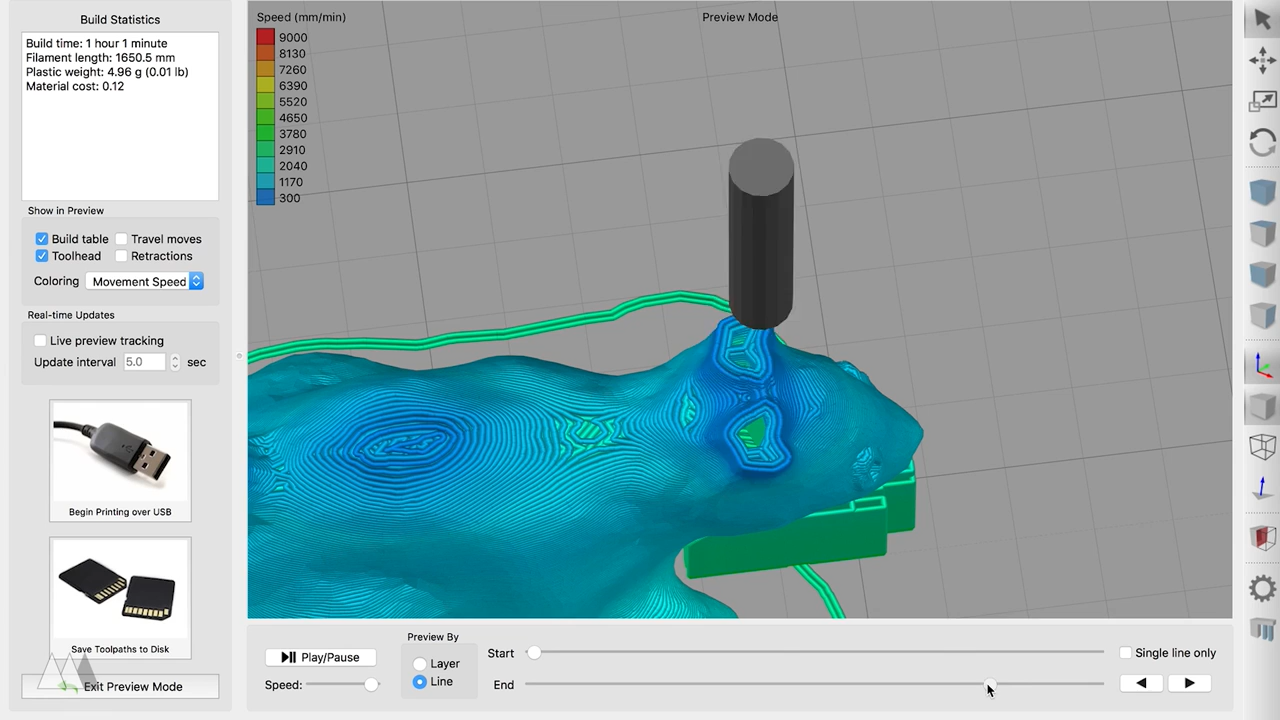 Build Statistics
Build time: 1 hour 1 minute
Filament length: 1650.5 mm
Plastic weight: 4.96 g (0.01 lb)
Material cost: 0.12
Show in Preview
Build table
Travel moves
Toolhead
Retractions
Coloring
Movement Speed
Real-time Updates
Live preview tracking
Update interval 5.0 sec
Begin Printing over USB
Save Toolpaths to Disk
Exit Preview Mode
Speed (mm/min)
9000
8130
7260
6390
5520
4650
3780
2910
2040
1170
300
Preview Mode
Play/Pause
Speed:
Preview By
Layer
Line
Start
End
Single line only